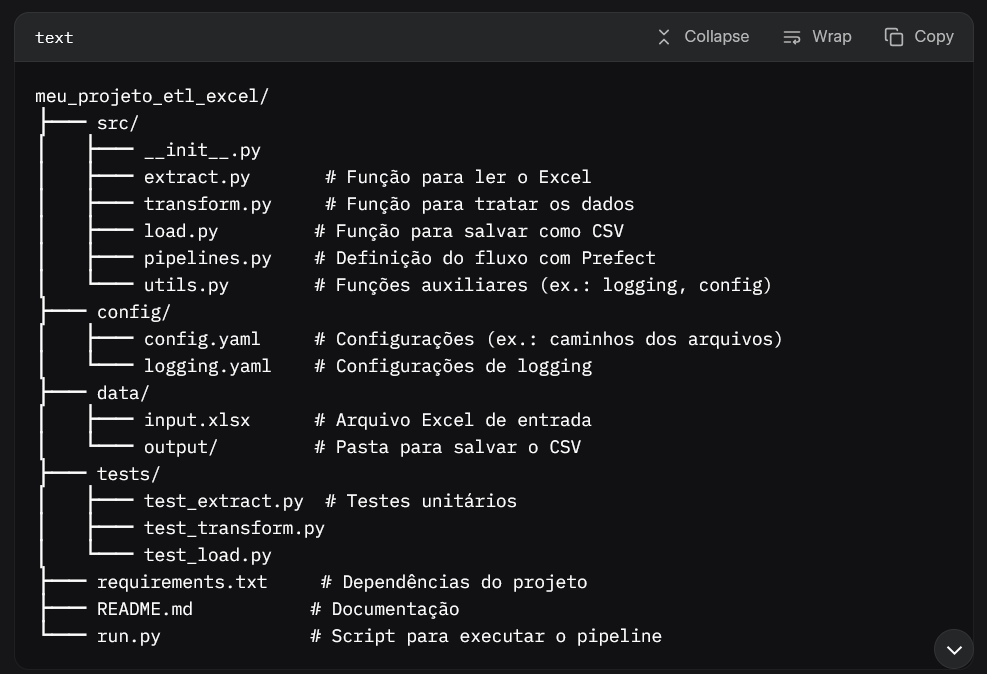 text
Collapse
Wrap
Copy
meu_projeto_etl_excel/
├── src/
│   ├── __init__.py
│   ├── extract.py       # Função para ler o Excel
│   ├── transform.py     # Função para tratar os dados
│   ├── load.py         # Função para salvar como CSV
│   ├── pipelines.py    # Definição do fluxo com Prefect
│   └── utils.py        # Funções auxiliares (ex.: logging, config)
├── config/
│   ├── config.yaml     # Configurações (ex.: caminhos dos arquivos)
│   └── logging.yaml    # Configurações de logging
├── data/
│   ├── input.xlsx      # Arquivo Excel de entrada
│   └── output/         # Pasta para salvar o CSV
├── tests/
│   ├── test_extract.py  # Testes unitários
│   ├── test_transform.py
│   └── test_load.py
├── requirements.txt     # Dependências do projeto
├── README.md           # Documentação
└── run.py              # Script para executar o pipeline